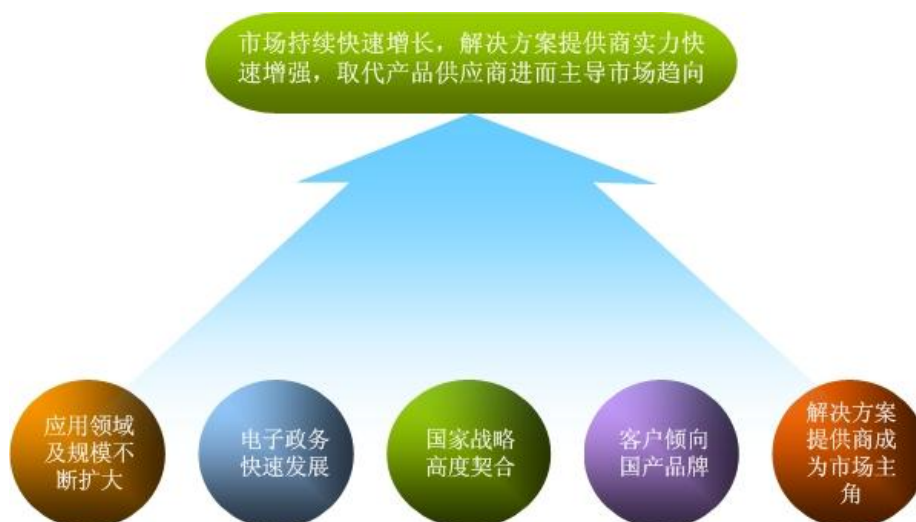 市场持续快速增长，解决方案提供商实力快
速增强，取代产品供应商进而主导市场趋向
应用领域
及规模不
断扩大
电子政务
快速发展
国家战略
高度契合
客户倾向
国产品牌
解决方案
提供商成
为市场主
角